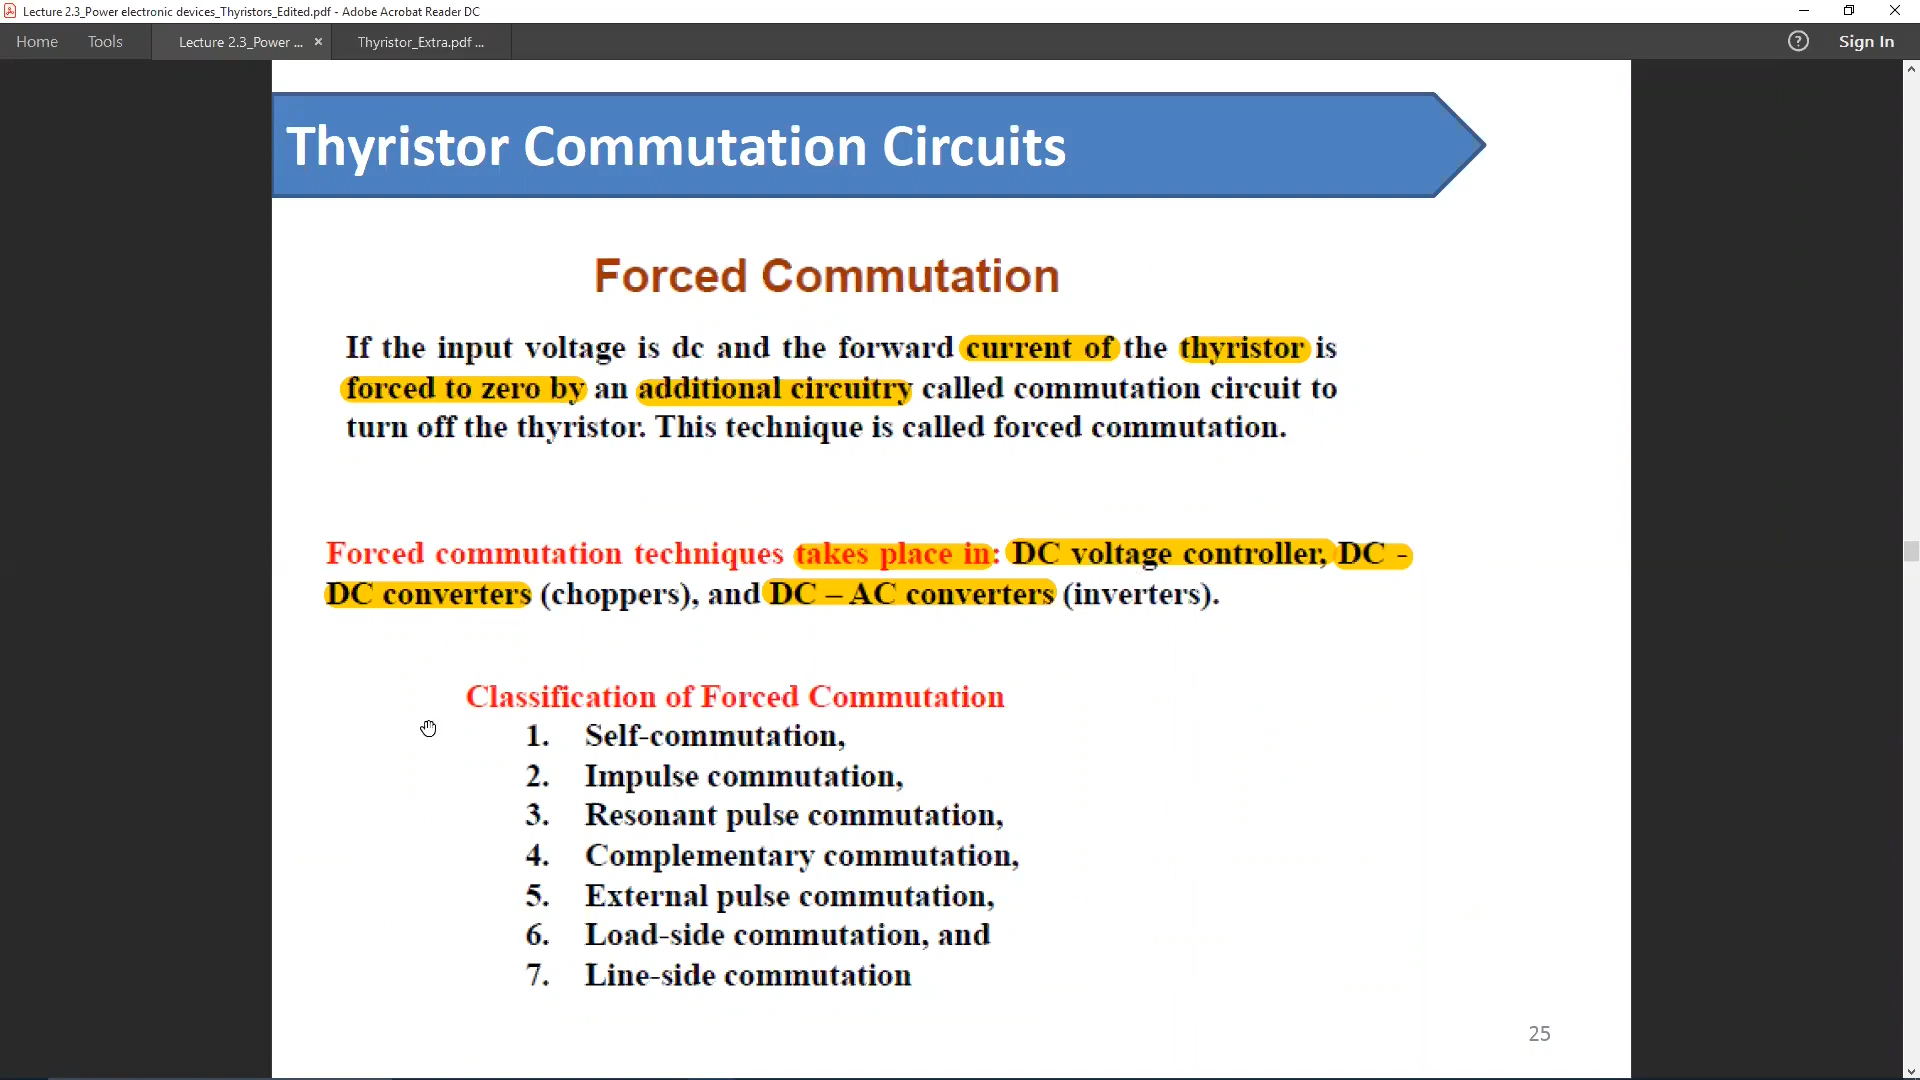 Lecture 2.3_Power electronic devices_Thyristors_Edited.pdf - Adobe Acrobat Reader DC
Home Tools Lecture 2.3_Power ... × Thyristor_Extra.pdf ... ? Sign In
Thyristor Commutation Circuits
Forced Commutation
If the input voltage is dc and the forward current of the thyristor is
forced to zero by an additional circuitry called commutation circuit to
turn off the thyristor. This technique is called forced commutation.
Forced commutation techniques takes place in: DC voltage controller, DC -
DC converters (choppers), and DC – AC converters (inverters).
Classification of Forced Commutation
1. Self-commutation,
2. Impulse commutation,
3. Resonant pulse commutation,
4. Complementary commutation,
5. External pulse commutation,
6. Load-side commutation, and
7. Line-side commutation
25